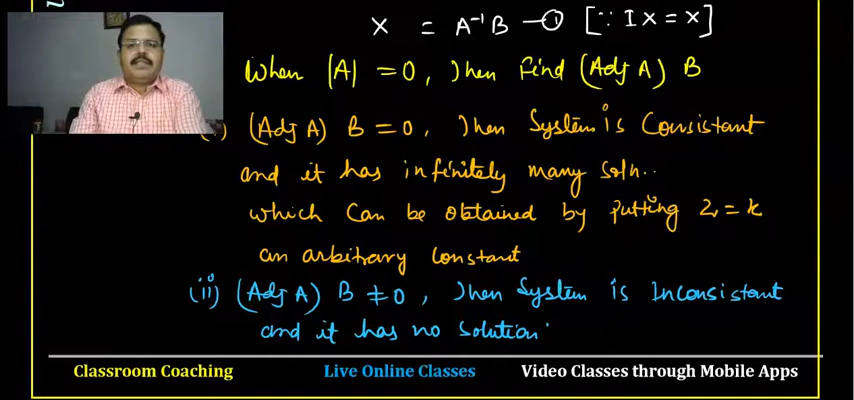 X = A⁻¹B —① [∵ IX = X]
When |A| = 0, Then Find (Adj A) B
(i) (Adj A) B = 0, Then System is Consistant
and it has infinitely many soln..
which Can be obtained by putting z = k
an arbitrary constant
(ii) (Adj A) B ≠ 0, Then System is Inconsistant
and it has no solution.
Classroom Coaching Live Online Classes Video Classes through Mobile Apps